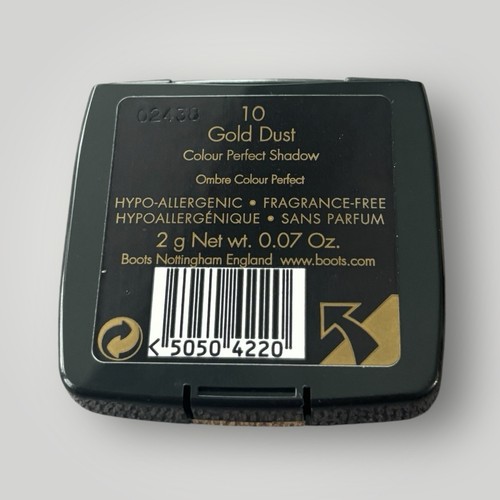 02430
10
Gold Dust
Colour Perfect Shadow
Ombre Colour Perfect
HYPO-ALLERGENIC • FRAGRANCE-FREE
HYPOALLERGÉNIQUE • SANS PARFUM
2 g Net wt. 0.07 Oz.
Boots Nottingham England www.boots.com
< 5050 4220